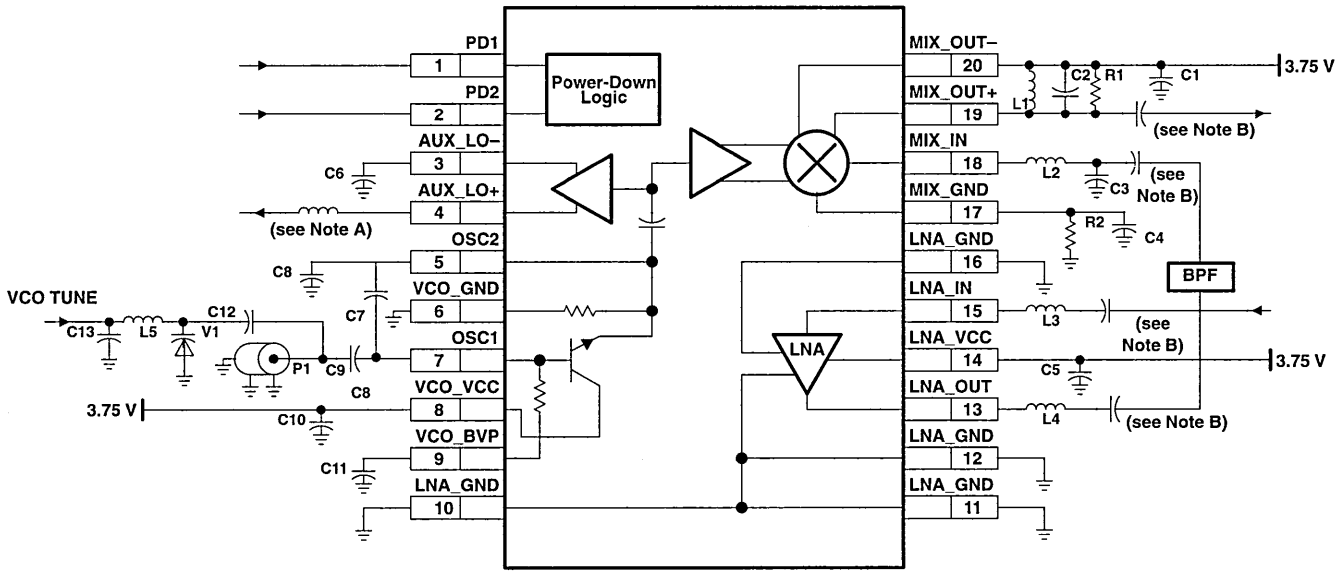 PD1
1
PD2
2
AUX_LO–
3
C6
AUX_LO+
4
(see Note A)
OSC2
5
C8
VCO_GND
6
C7
VCO TUNE
C13
L5
V1
C12
P1
C9
C8
OSC1
7
VCO_VCC
8
3.75 V
C10
VCO_BVP
9
C11
LNA_GND
10
Power-Down
Logic
LNA
MIX_OUT–
20
L1
C2
R1
C1
3.75 V
MIX_OUT+
19
(see Note B)
MIX_IN
18
L2
C3
(see
Note B)
MIX_GND
17
R2
C4
LNA_GND
16
BPF
LNA_IN
15
L3
(see
Note B)
LNA_VCC
14
C5
3.75 V
LNA_OUT
13
L4
(see Note B)
LNA_GND
12
LNA_GND
11